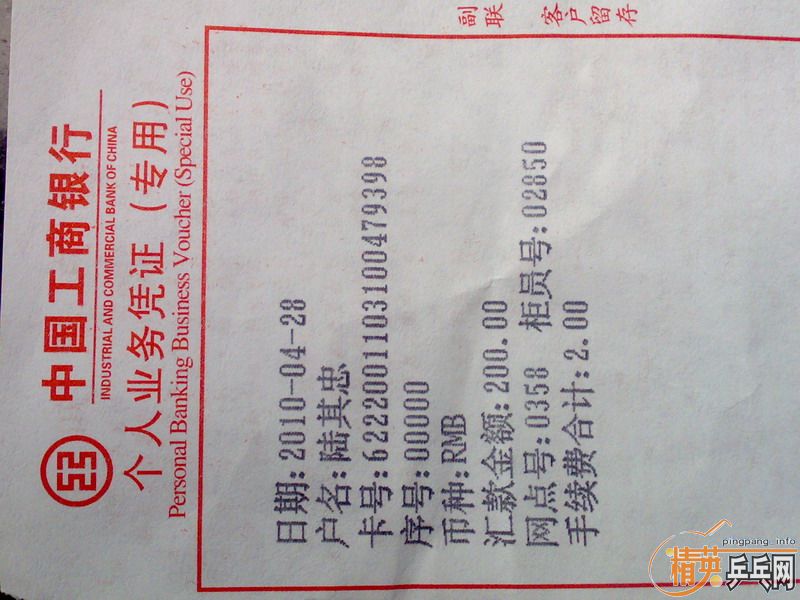 副联 客户留存
中国工商银行
INDUSTRIAL AND COMMERCIAL BANK OF CHINA
个人业务凭证（专用）
Personal Banking Business Voucher (Special Use)
日期:2010-04-28
户名:陆其忠
卡号:6222001103100479398
序号:00000
币种:RMB
汇款金额:200.00
网点号:0358 柜员号:02850
手续费合计:2.00
pingpang.info
精英乒乓网